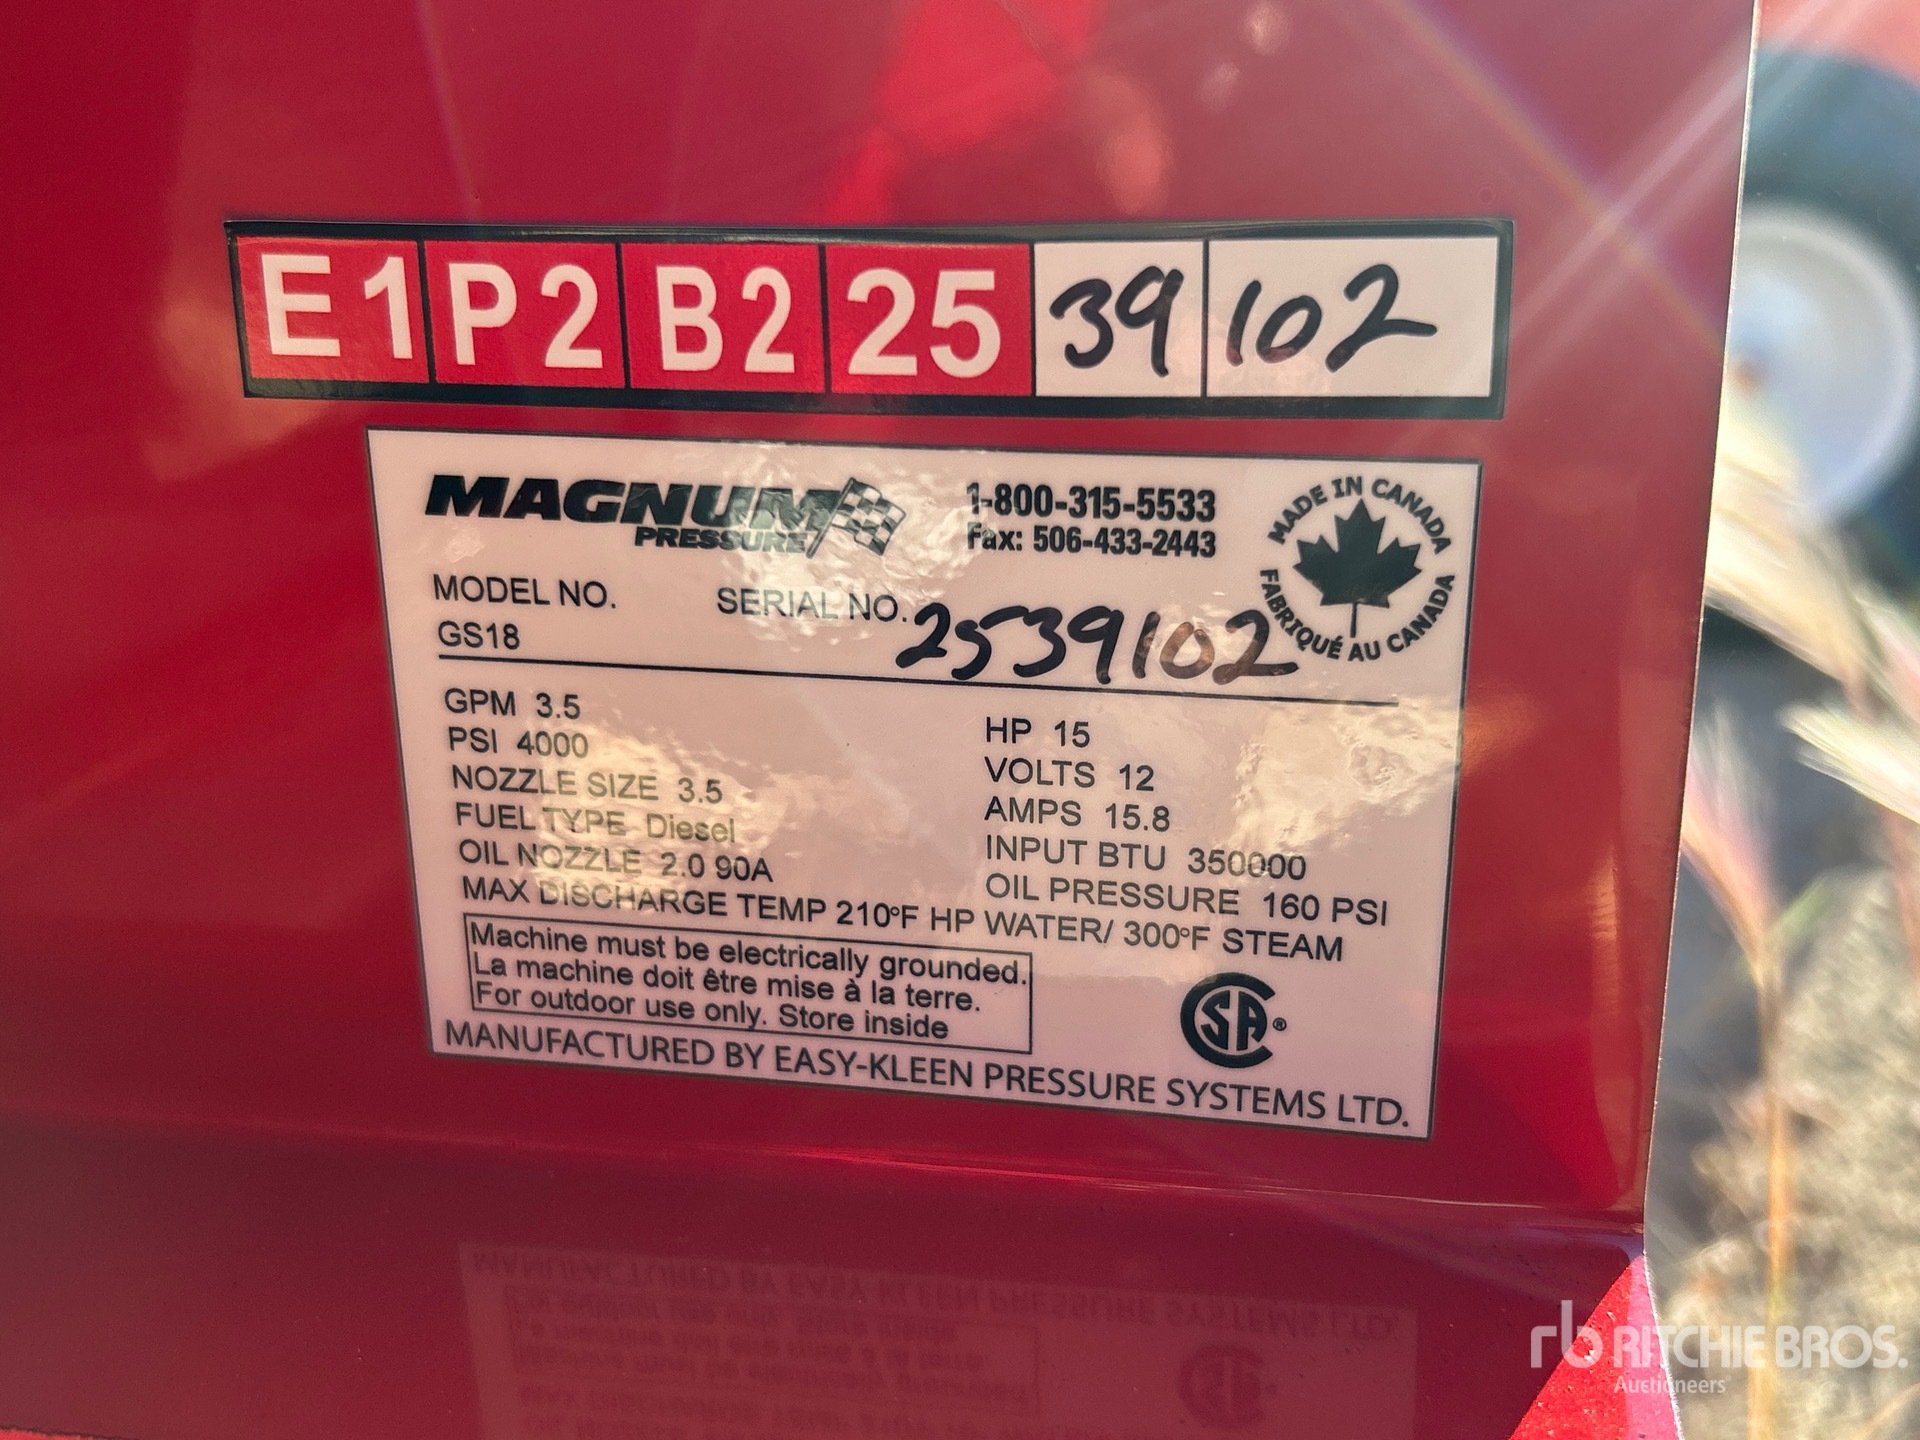 E1 P2 B2 25 39 102
MAGNUM
PRESSURE
1-800-315-5533
Fax: 506-433-2443
MADE IN CANADA
FABRIQUÉ AU CANADA
MODEL NO. SERIAL NO. 2539102
GS18
GPM 3.5
PSI 4000
NOZZLE SIZE 3.5
FUEL TYPE Diesel
OIL NOZZLE 2.0 90A
HP 15
VOLTS 12
AMPS 15.8
INPUT BTU 350000
OIL PRESSURE 160 PSI
MAX DISCHARGE TEMP 210°F HP WATER/ 300°F STEAM
Machine must be electrically grounded.
La machine doit être mise à la terre.
For outdoor use only. Store inside
CSA®
MANUFACTURED BY EASY-KLEEN PRESSURE SYSTEMS LTD.
rb RITCHIE BROS.
Auctioneers